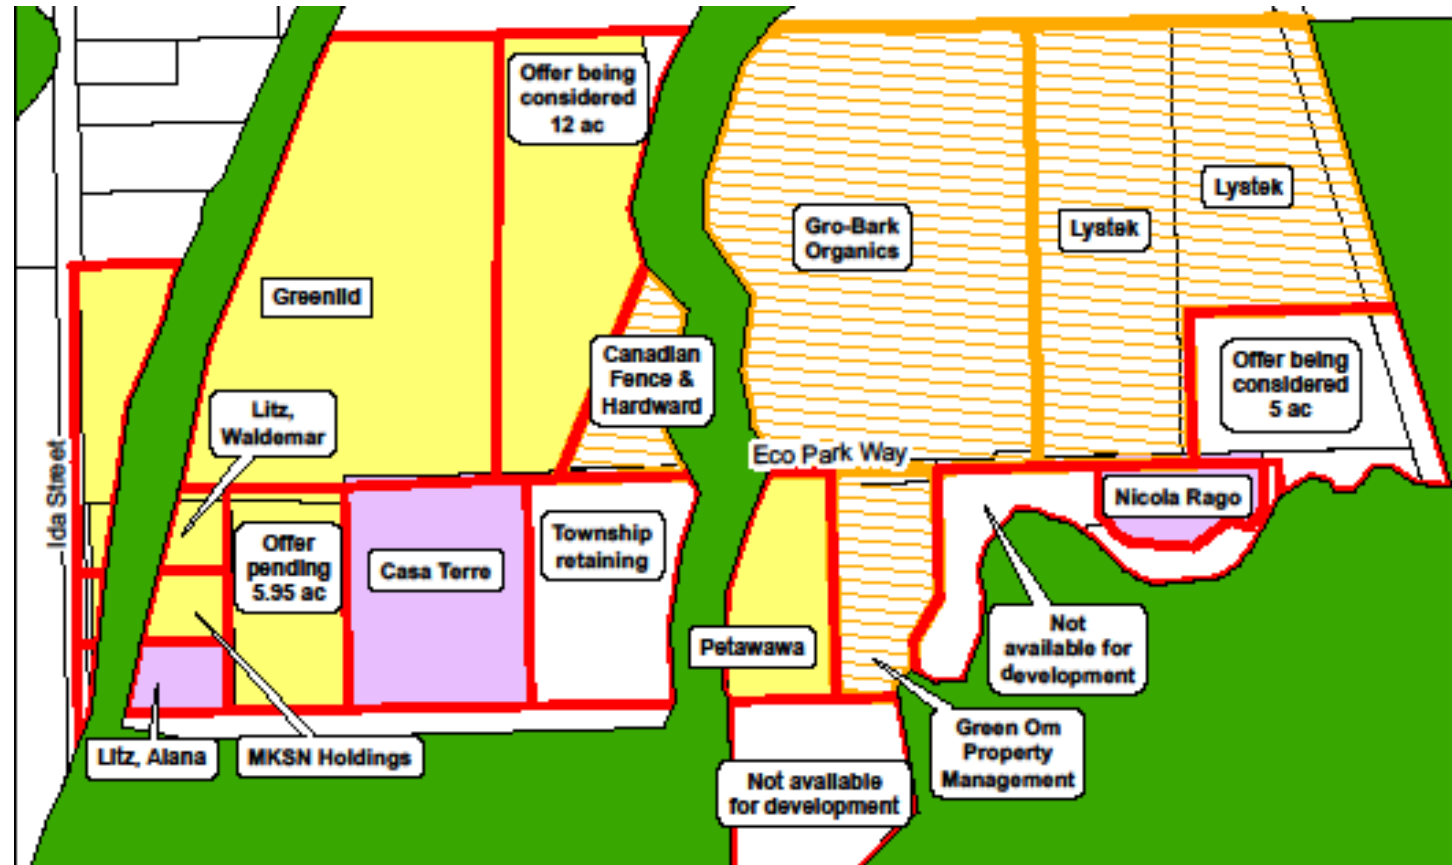 Offer being
considered
12 ac
Lystek
Gro-Bark
Organics
Lystek
Greenlid
Canadian
Fence &
Hardward
Offer being
considered
5 ac
Litz,
Waldemar
Eco Park Way
Ida Street
Nicola Rago
Offer
pending
5.95 ac
Casa Terre
Township
retaining
Petawawa
Not
available for
development
Litz, Alana
MKSN Holdings
Green Om
Property
Management
Not available
for development